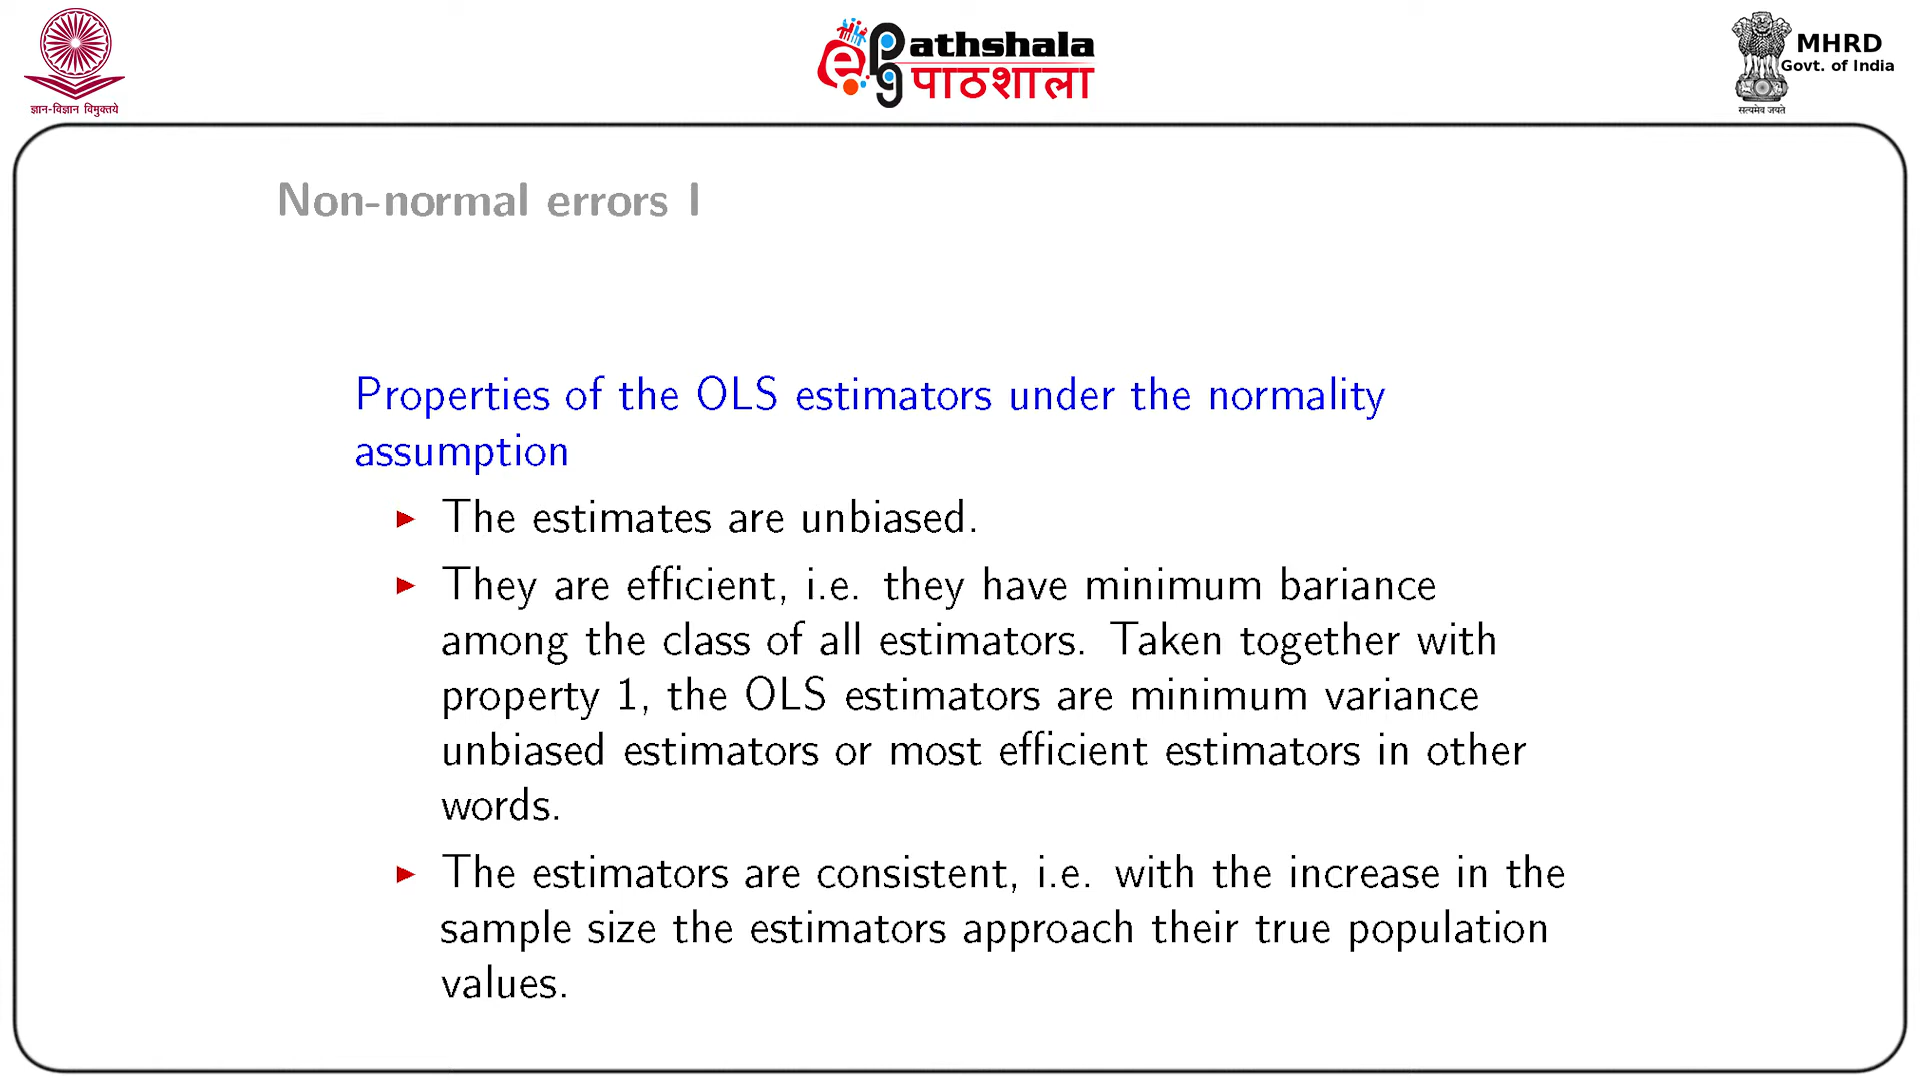 ज्ञान-विज्ञान विमुक्तये
epg Pathshala
पाठशाला
MHRD
Govt. of India
सत्यमेव जयते
Non-normal errors I
Properties of the OLS estimators under the normality
assumption
▶ The estimates are unbiased.
▶ They are efficient, i.e. they have minimum bariance
among the class of all estimators. Taken together with
property 1, the OLS estimators are minimum variance
unbiased estimators or most efficient estimators in other
words.
▶ The estimators are consistent, i.e. with the increase in the
sample size the estimators approach their true population
values.